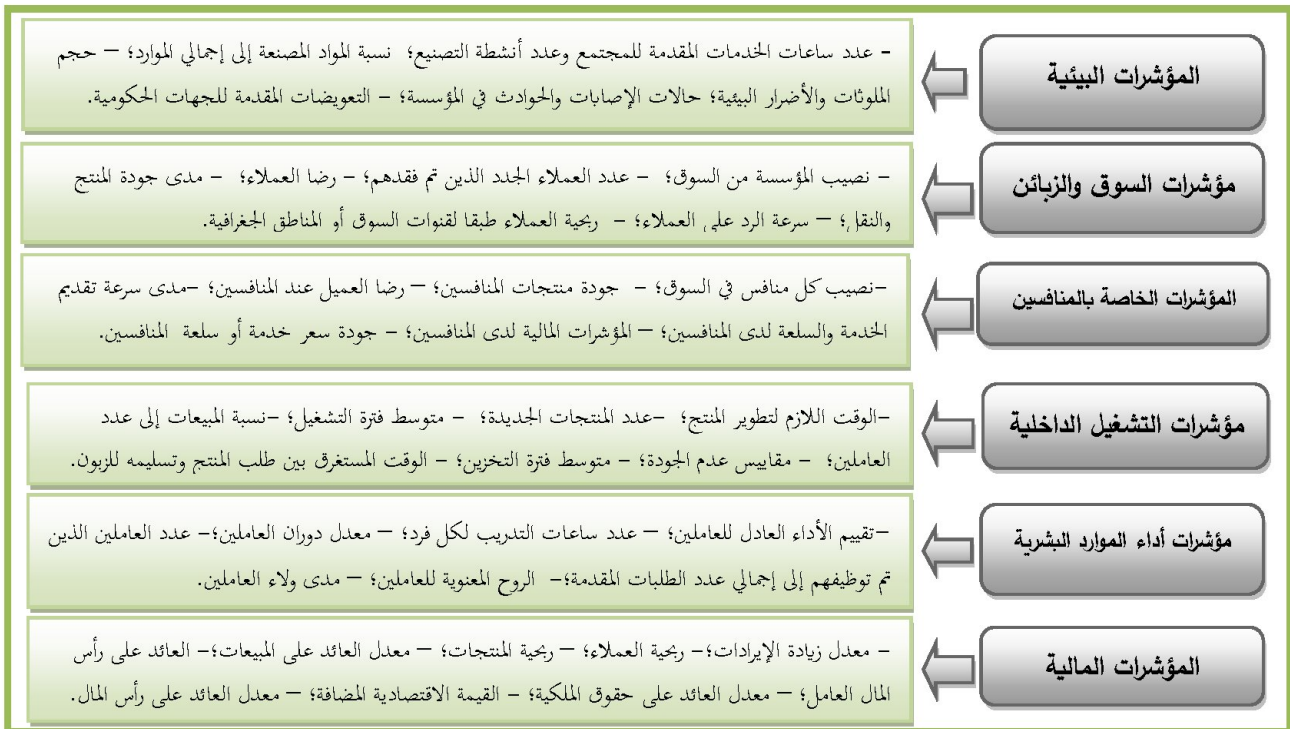 المؤشرات البيئية
- عدد ساعات الخدمات المقدمة للمجتمع وعدد أنشطة التصنيع؛ نسبة المواد المصنعة إلى إجمالي الموارد؛ – حجم
الملوثات والأضرار البيئية؛ حالات الإصابات والحوادث في المؤسسة؛ – التعويضات المقدمة للجهات الحكومية.
مؤشرات السوق والزبائن
- نصيب المؤسسة من السوق؛ - عدد العملاء الجدد الذين تم فقدهم؛ – رضا العملاء؛ - مدى جودة المنتج
والنقل؛ – سرعة الرد على العملاء؛ - ربحية العملاء طبقا لقنوات السوق أو المناطق الجغرافية.
المؤشرات الخاصة بالمنافسين
-نصيب كل منافس في السوق؛ - جودة منتجات المنافسين؛ – رضا العميل عند المنافسين؛ -مدى سرعة تقديم
الخدمة والسلعة لدى المنافسين؛ – المؤشرات المالية لدى المنافسين؛ - جودة سعر خدمة أو سلعة المنافسين.
مؤشرات التشغيل الداخلية
-الوقت اللازم لتطوير المنتج؛ -عدد المنتجات الجديدة؛ - متوسط فترة التشغيل؛ -نسبة المبيعات إلى عدد
العاملين؛ - مقاييس عدم الجودة؛ - متوسط فترة التخزين؛ - الوقت المستغرق بين طلب المنتج وتسليمه للزبون.
مؤشرات أداء الموارد البشرية
-تقييم الأداء العادل للعاملين؛ – عدد ساعات التدريب لكل فرد؛ – معدل دوران العاملين؛- عدد العاملين الذين
تم توظيفهم إلى إجمالي عدد الطلبات المقدمة؛- الروح المعنوية للعاملين؛ – مدى ولاء العاملين.
المؤشرات المالية
- معدل زيادة الإيرادات؛- ربحية العملاء؛ – ربحية المنتجات؛ – معدل العائد على المبيعات؛- العائد على رأس
المال العامل؛ – معدل العائد على حقوق الملكية؛ - القيمة الاقتصادية المضافة؛ – معدل العائد على رأس المال.